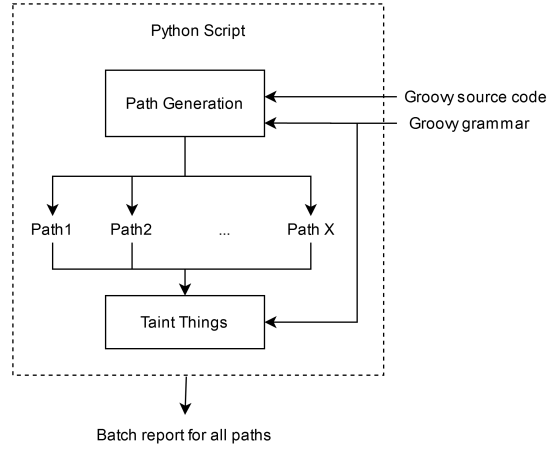 Python Script
Path Generation
Groovy source code
Groovy grammar
Path1
Path2
...
Path X
Taint Things
Batch report for all paths